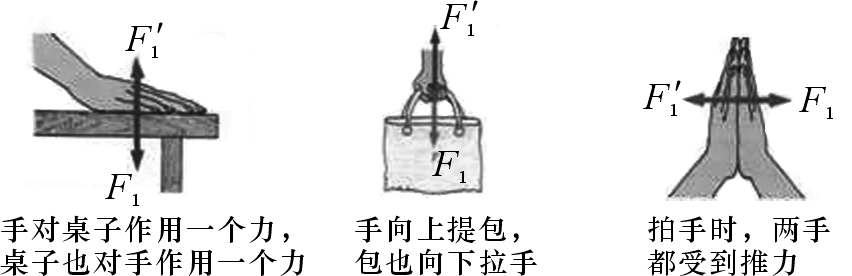 F₁′
F₁
手对桌子作用一个力，
桌子也对手作用一个力
F₁′
F₁
手向上提包，
包也向下拉手
F₁′
F₁
拍手时，两手
都受到推力